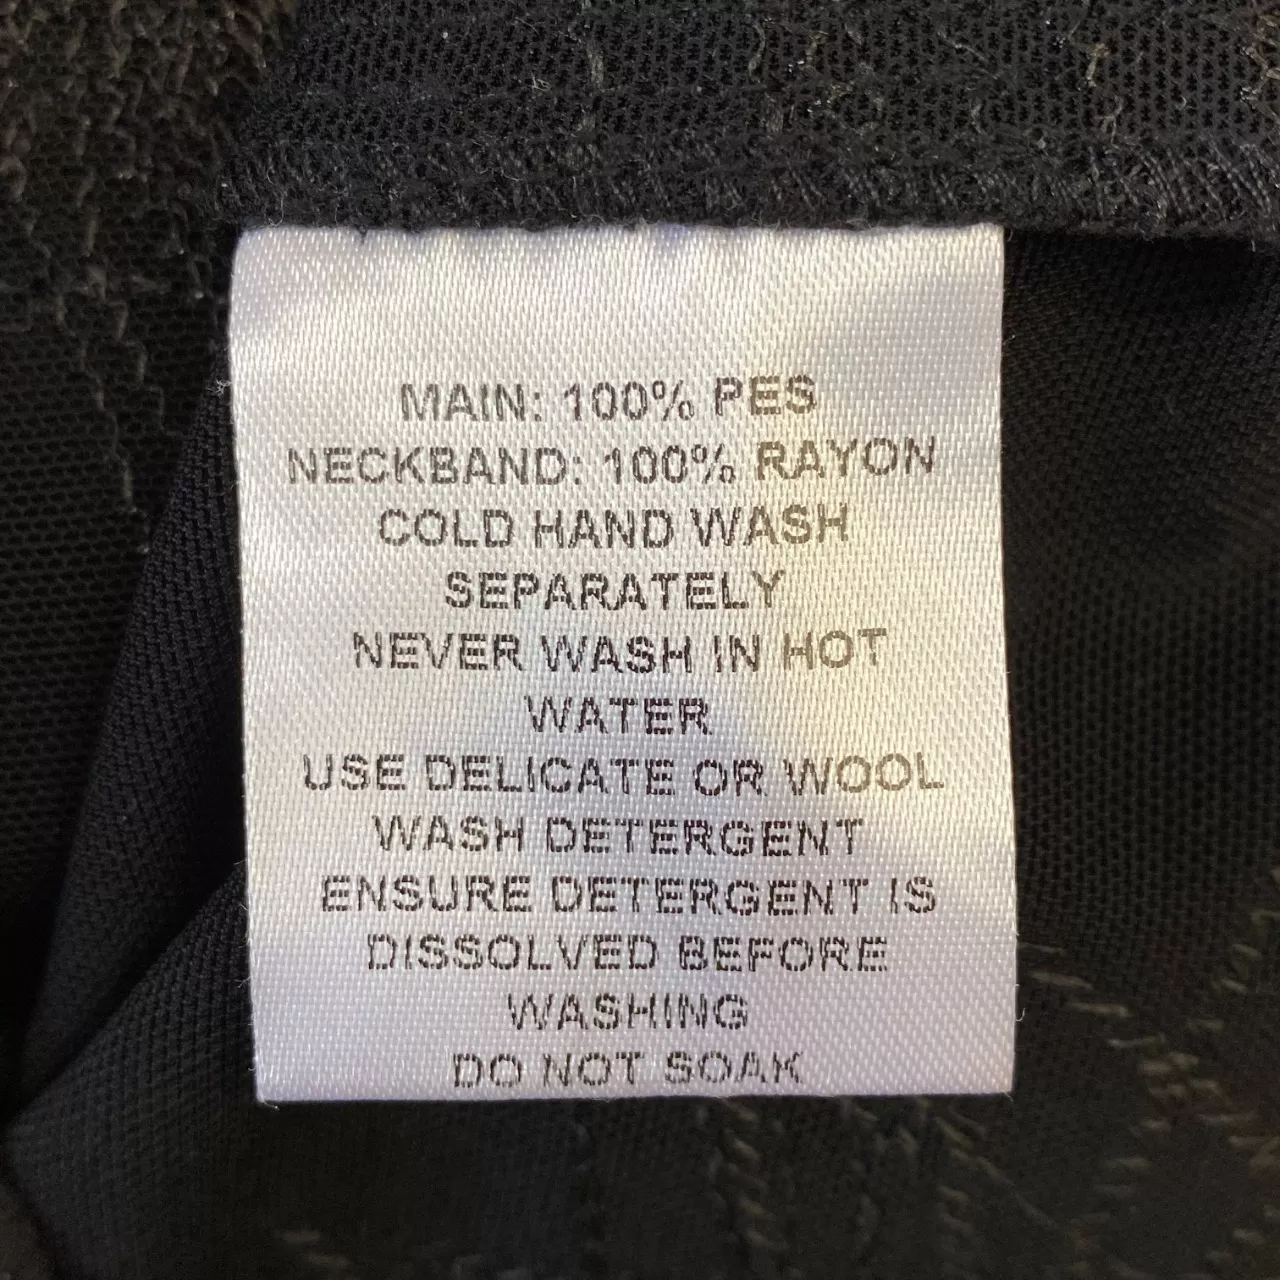 MAIN: 100% PES
NECKBAND: 100% RAYON
COLD HAND WASH
SEPARATELY
NEVER WASH IN HOT
WATER
USE DELICATE OR WOOL
WASH DETERGENT
ENSURE DETERGENT IS
DISSOLVED BEFORE
WASHING
DO NOT SOAK